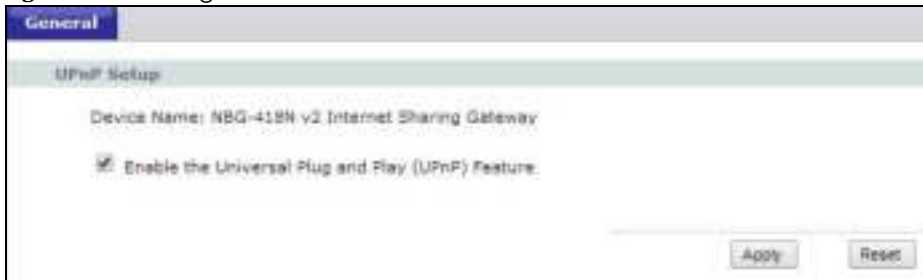 General
UPnP Setup
Device Name: NBG-418N v2 Internet Sharing Gateway
Enable the Universal Plug and Play (UPnP) Feature
Apply Reset